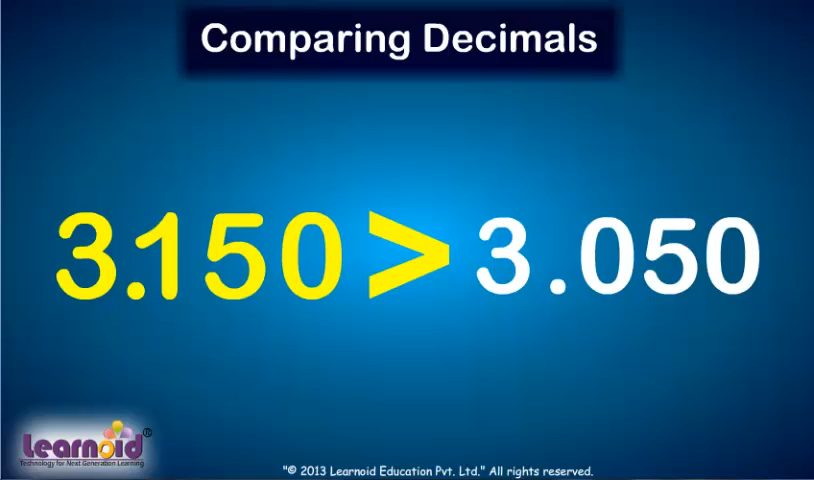 Comparing Decimals
3.150 > 3.050
Learnoid®
Technology for Next Generation Learning
"© 2013 Learnoid Education Pvt. Ltd." All rights reserved.